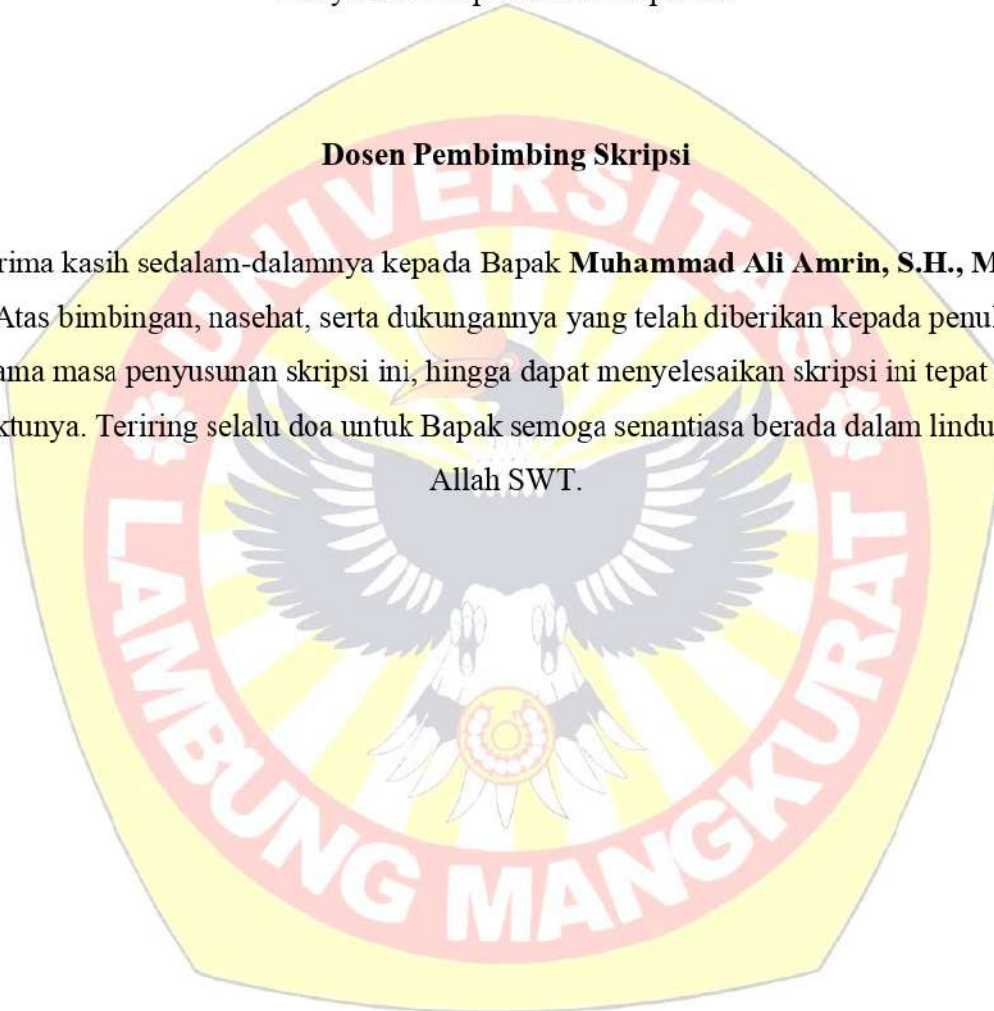 Dosen Pembimbing Skripsi
rima kasih sedalam-dalamnya kepada Bapak Muhammad Ali Amrin, S.H., M
Atas bimbingan, nasehat, serta dukungannya yang telah diberikan kepada penul
ama masa penyusunan skripsi ini, hingga dapat menyelesaikan skripsi ini tepat
ktunya. Teriring selalu doa untuk Bapak semoga senantiasa berada dalam lindu
Allah SWT.
UNIVERSITAS
LAMBUNG MANGKURAT